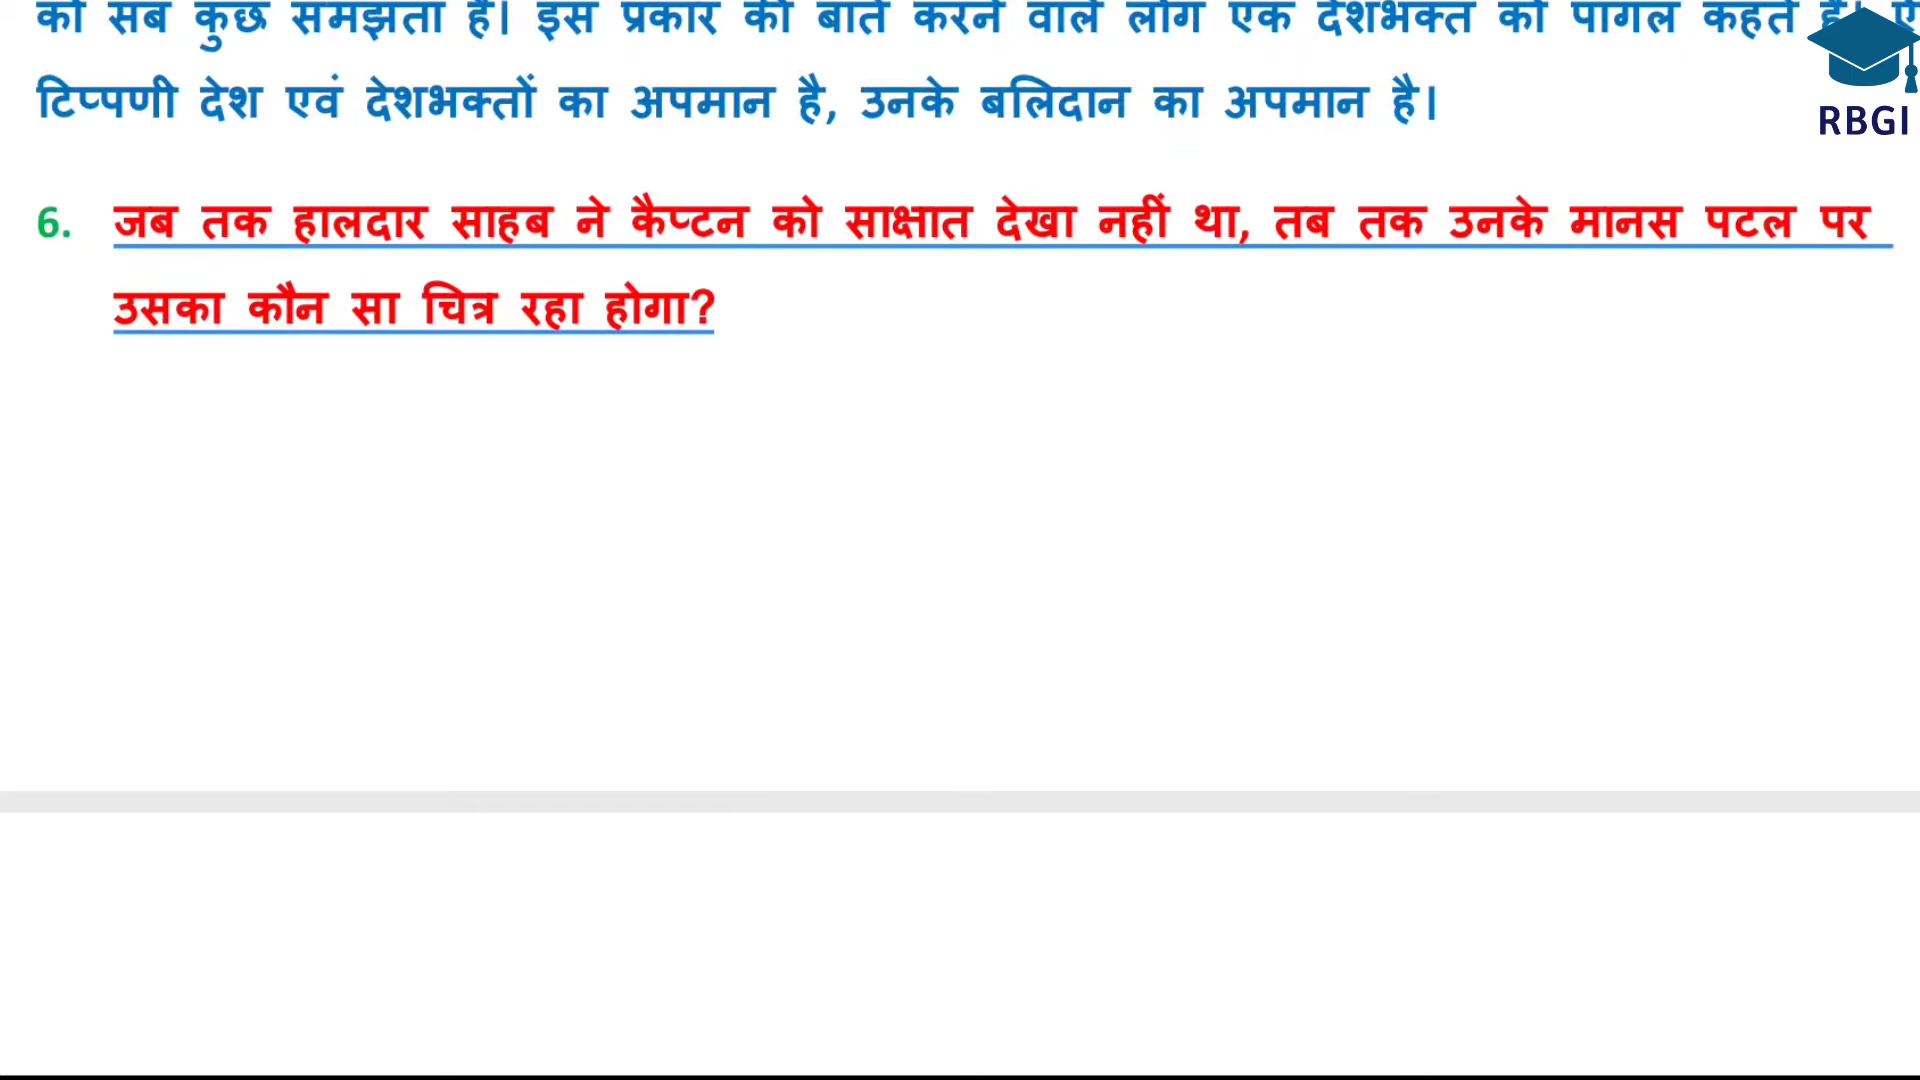 को सब कुछ समझता है। इस प्रकार की बातें करने वाले लोग एक देशभक्त को पागल कहते हैं।
टिप्पणी देश एवं देशभक्तों का अपमान है, उनके बलिदान का अपमान है।
RBGI
6. जब तक हालदार साहब ने कैप्टन को साक्षात देखा नहीं था, तब तक उनके मानस पटल पर
उसका कौन सा चित्र रहा होगा?